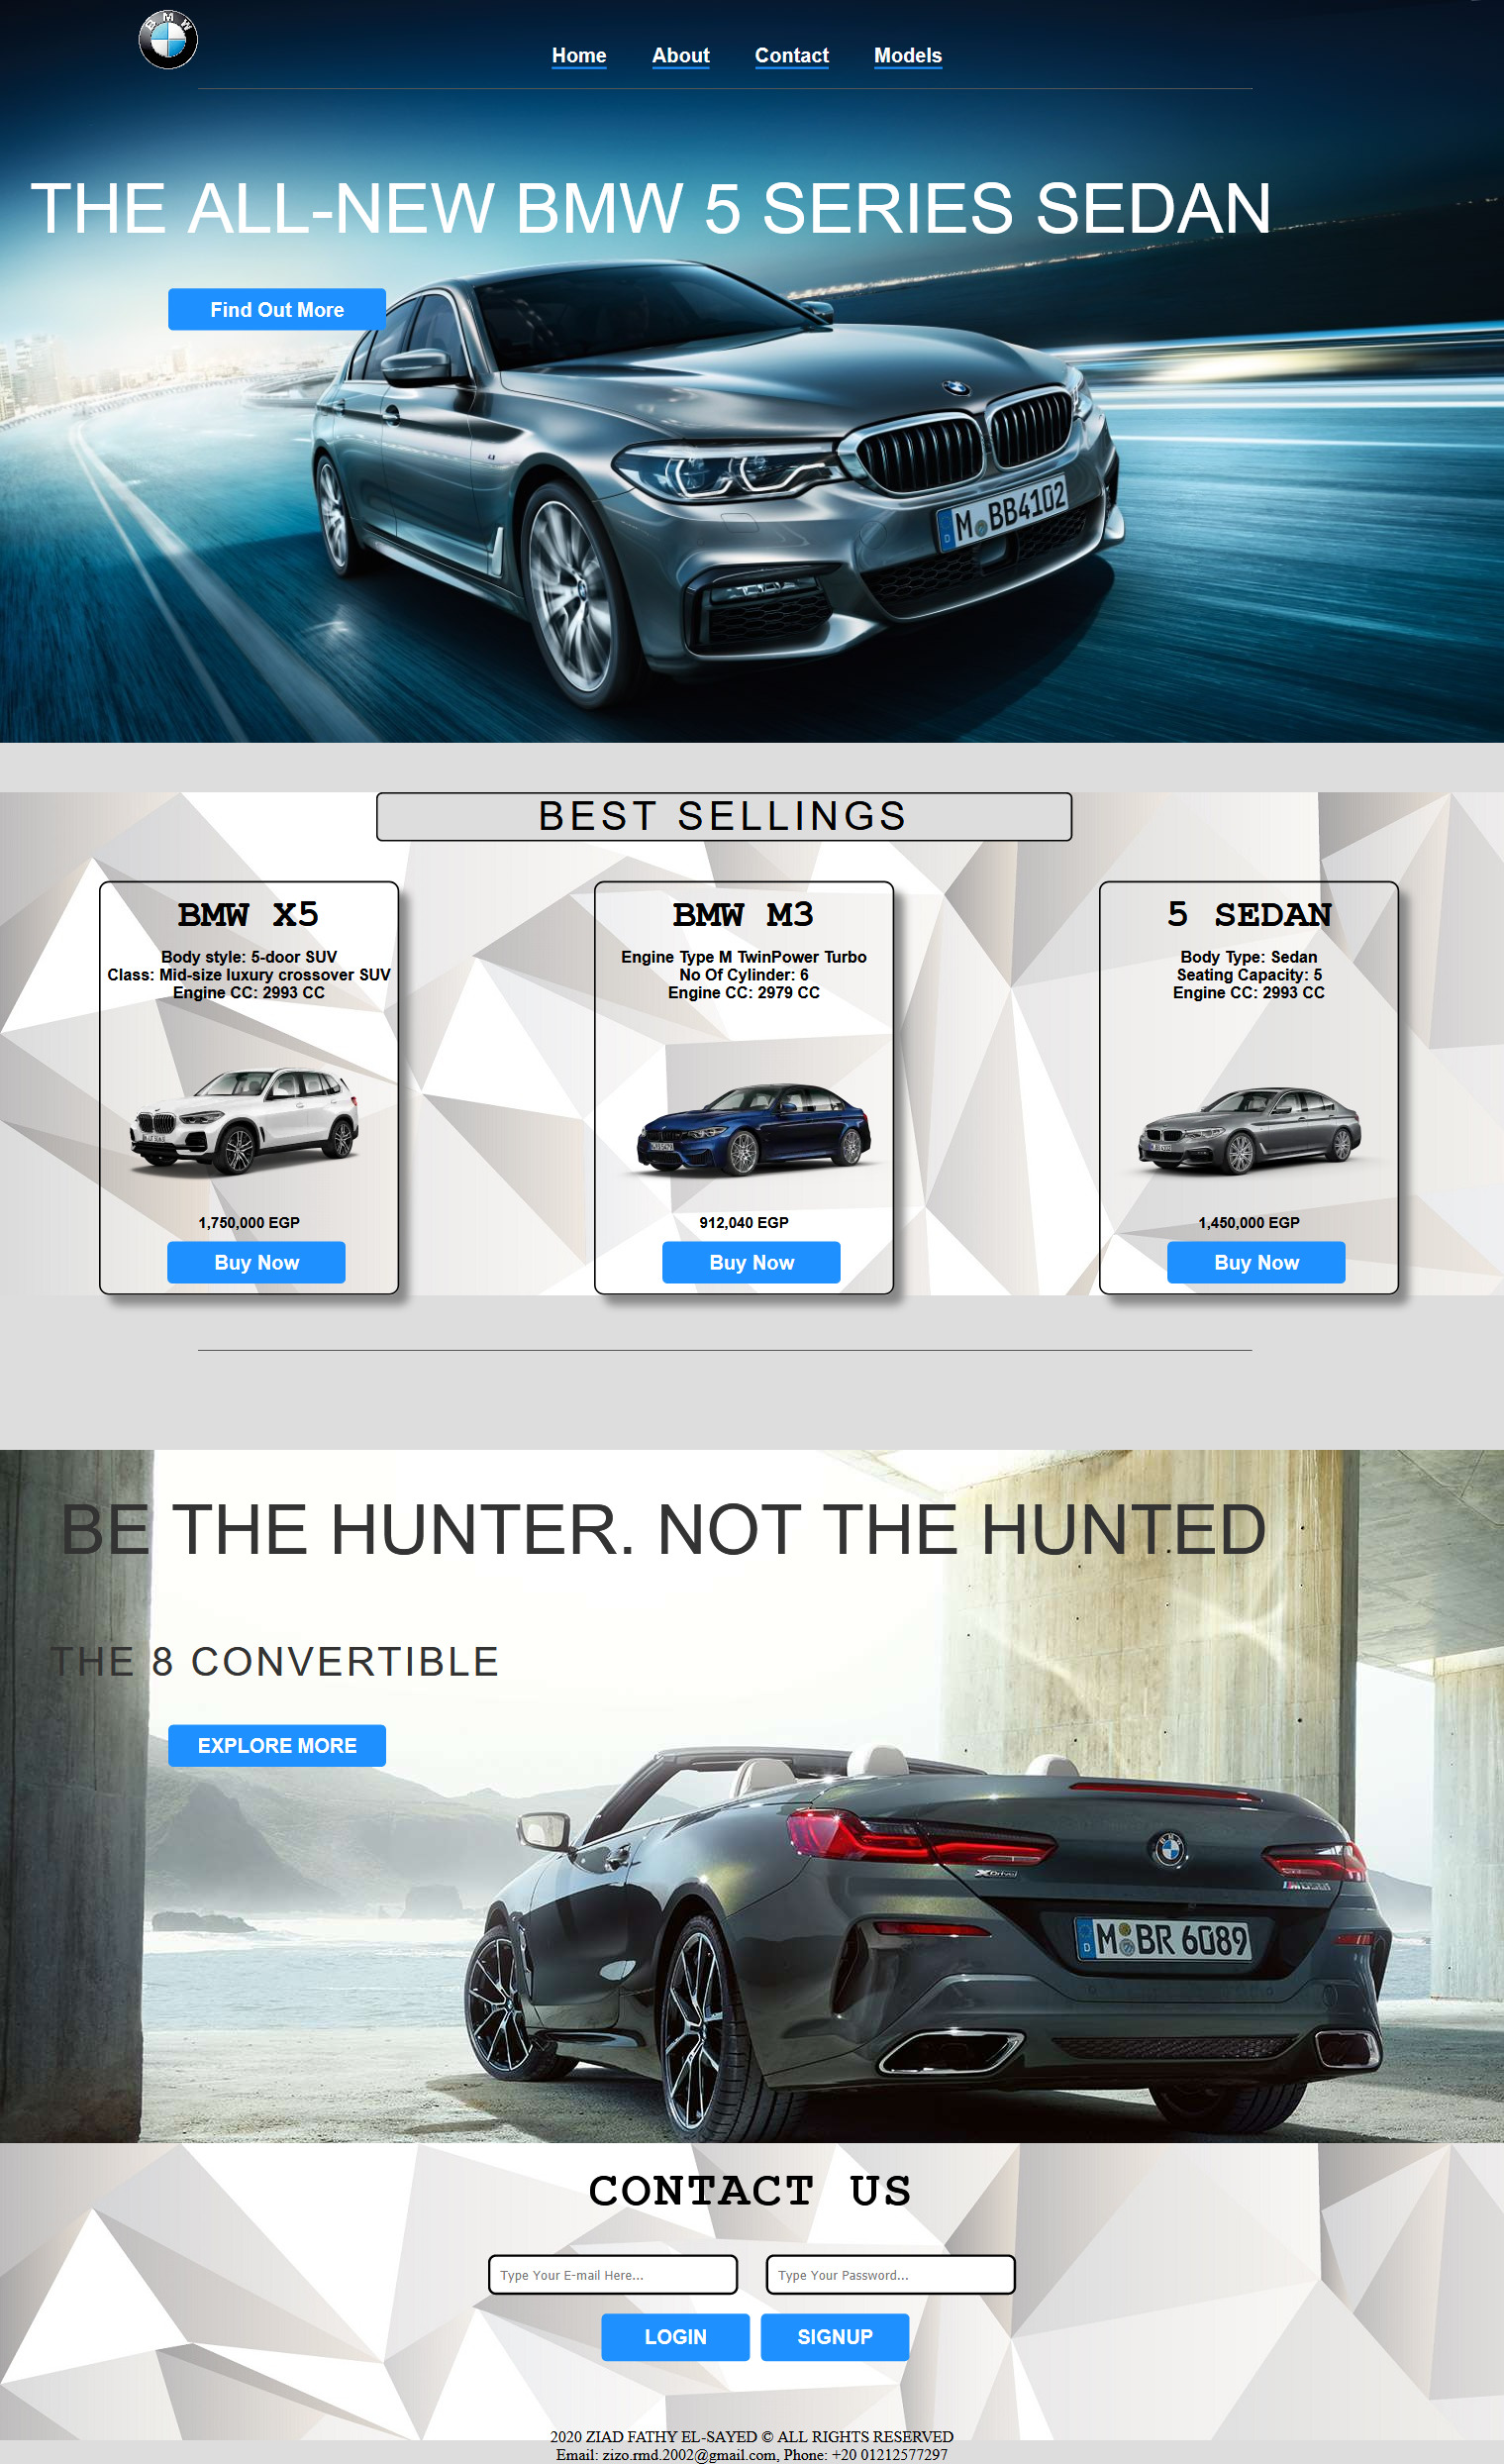 BMW
Home About Contact Models
THE ALL-NEW BMW 5 SERIES SEDAN
Find Out More
M BB4102
D
BEST SELLINGS
BMW X5
Body style: 5-door SUV
Class: Mid-size luxury crossover SUV
Engine CC: 2993 CC
1,750,000 EGP
Buy Now
BMW M3
Engine Type M TwinPower Turbo
No Of Cylinder: 6
Engine CC: 2979 CC
912,040 EGP
Buy Now
5 SEDAN
Body Type: Sedan
Seating Capacity: 5
Engine CC: 2993 CC
1,450,000 EGP
Buy Now
BE THE HUNTER. NOT THE HUNTED
THE 8 CONVERTIBLE
EXPLORE MORE
xDrive
D
M BR 6089
CONTACT US
Type Your E-mail Here... Type Your Password...
LOGIN SIGNUP
2020 ZIAD FATHY EL-SAYED © ALL RIGHTS RESERVED
Email: zizo.rmd.2002@gmail.com, Phone: +20 01212577297